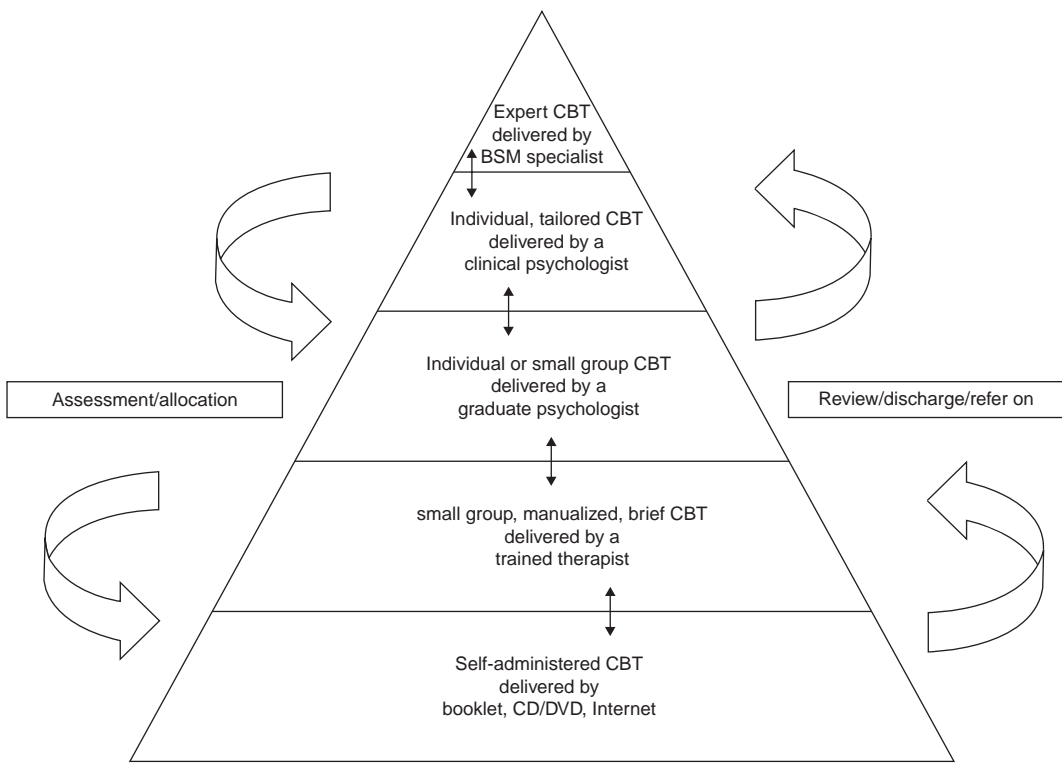 Expert CBT
delivered by
BSM specialist
Individual, tailored CBT
delivered by a
clinical psychologist
Individual or small group CBT
delivered by a
graduate psychologist
Assessment/allocation
Review/discharge/refer on
small group, manualized, brief CBT
delivered by a
trained therapist
Self-administered CBT
delivered by
booklet, CD/DVD, Internet